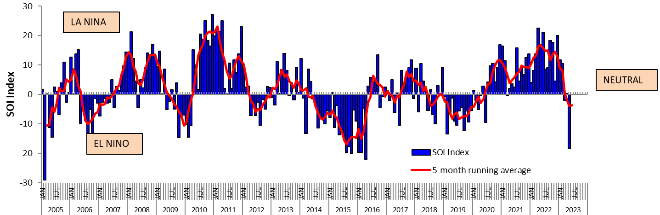 LA NINA
NEUTRAL
EL NINO
SOI Index
30
20
10
0
-10
-20
-30
SOI Index
5 month running average
2005 2006 2007 2008 2009 2010 2011 2012 2013 2014 2015 2016 2017 2018 2019 2020 2021 2022 2023